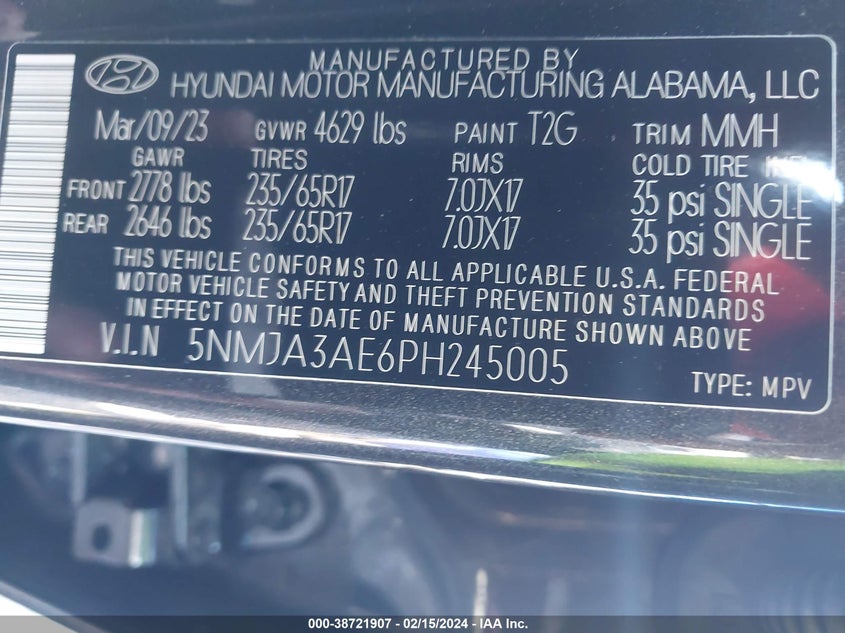 MANUFACTURED BY
HYUNDAI MOTOR MANUFACTURING ALABAMA, LLC
Mar/09/23 GVWR 4629 lbs PAINT T2G TRIM MMH
GAWR TIRES RIMS COLD TIRE
FRONT 2778 lbs 235/65R17 7.0JX17 35 psi SINGLE
REAR 2646 lbs 235/65R17 7.0JX17 35 psi SINGLE
THIS VEHICLE CONFORMS TO ALL APPLICABLE U.S.A. FEDERAL
MOTOR VEHICLE SAFETY AND THEFT PREVENTION STANDARDS
IN EFFECT ON THE DATE OF MANUFACTURE SHOWN ABOVE
V.I.N 5NMJA3AE6PH245005
TYPE: MPV
000-38721907 - 02/15/2024 - IAA Inc.